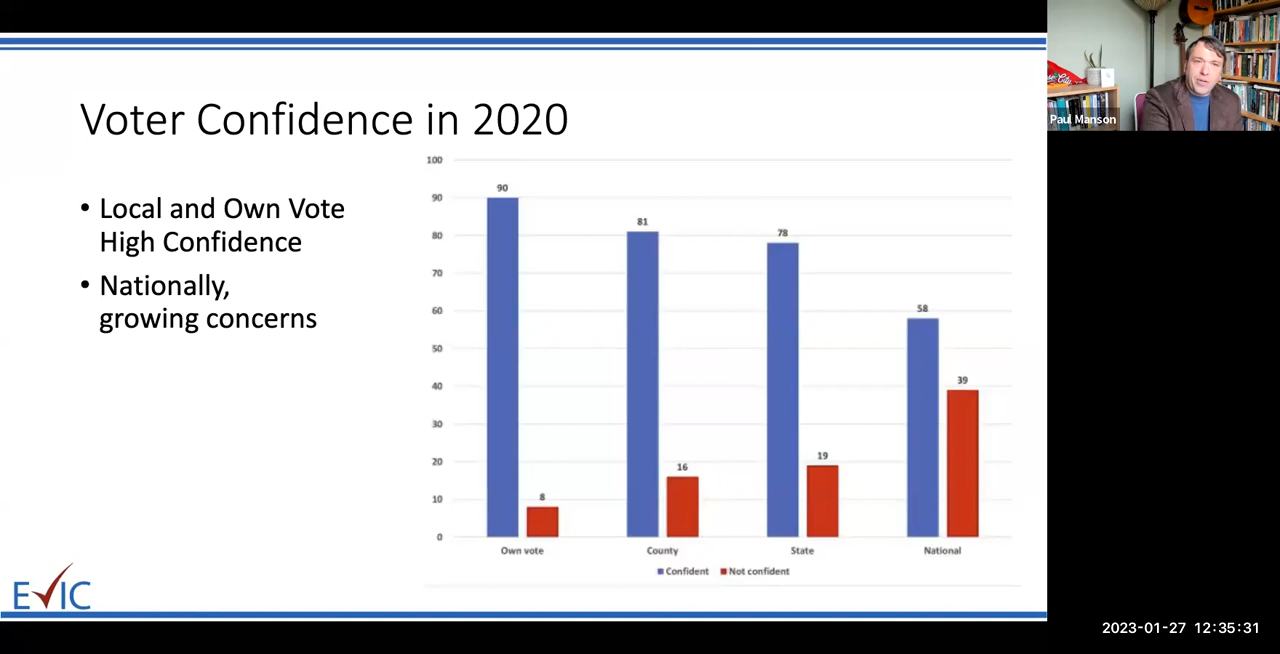 Voter Confidence in 2020
• Local and Own Vote
High Confidence
• Nationally,
growing concerns
100
90
80
70
60
50
40
30
20
10
0
90
8
81
16
78
19
58
39
Own vote
County
State
National
Confident
Not confident
EVIC
Paul Manson
2023-01-27 12:35:31